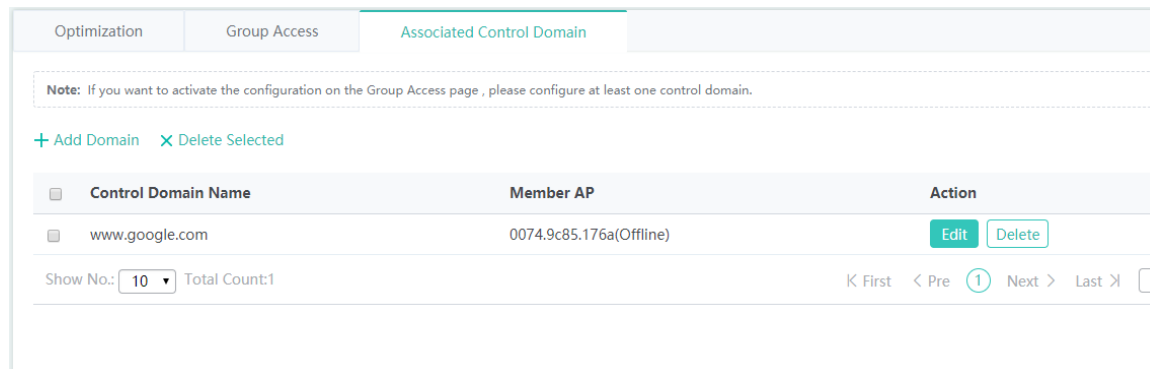 Optimization Group Access Associated Control Domain
Note: If you want to activate the configuration on the Group Access page , please configure at least one control domain.
Add Domain Delete Selected
Control Domain Name Member AP Action
www.google.com 0074.9c85.176a(Offline) Edit Delete
Show No.: 10 Total Count:1 First Pre 1 Next Last